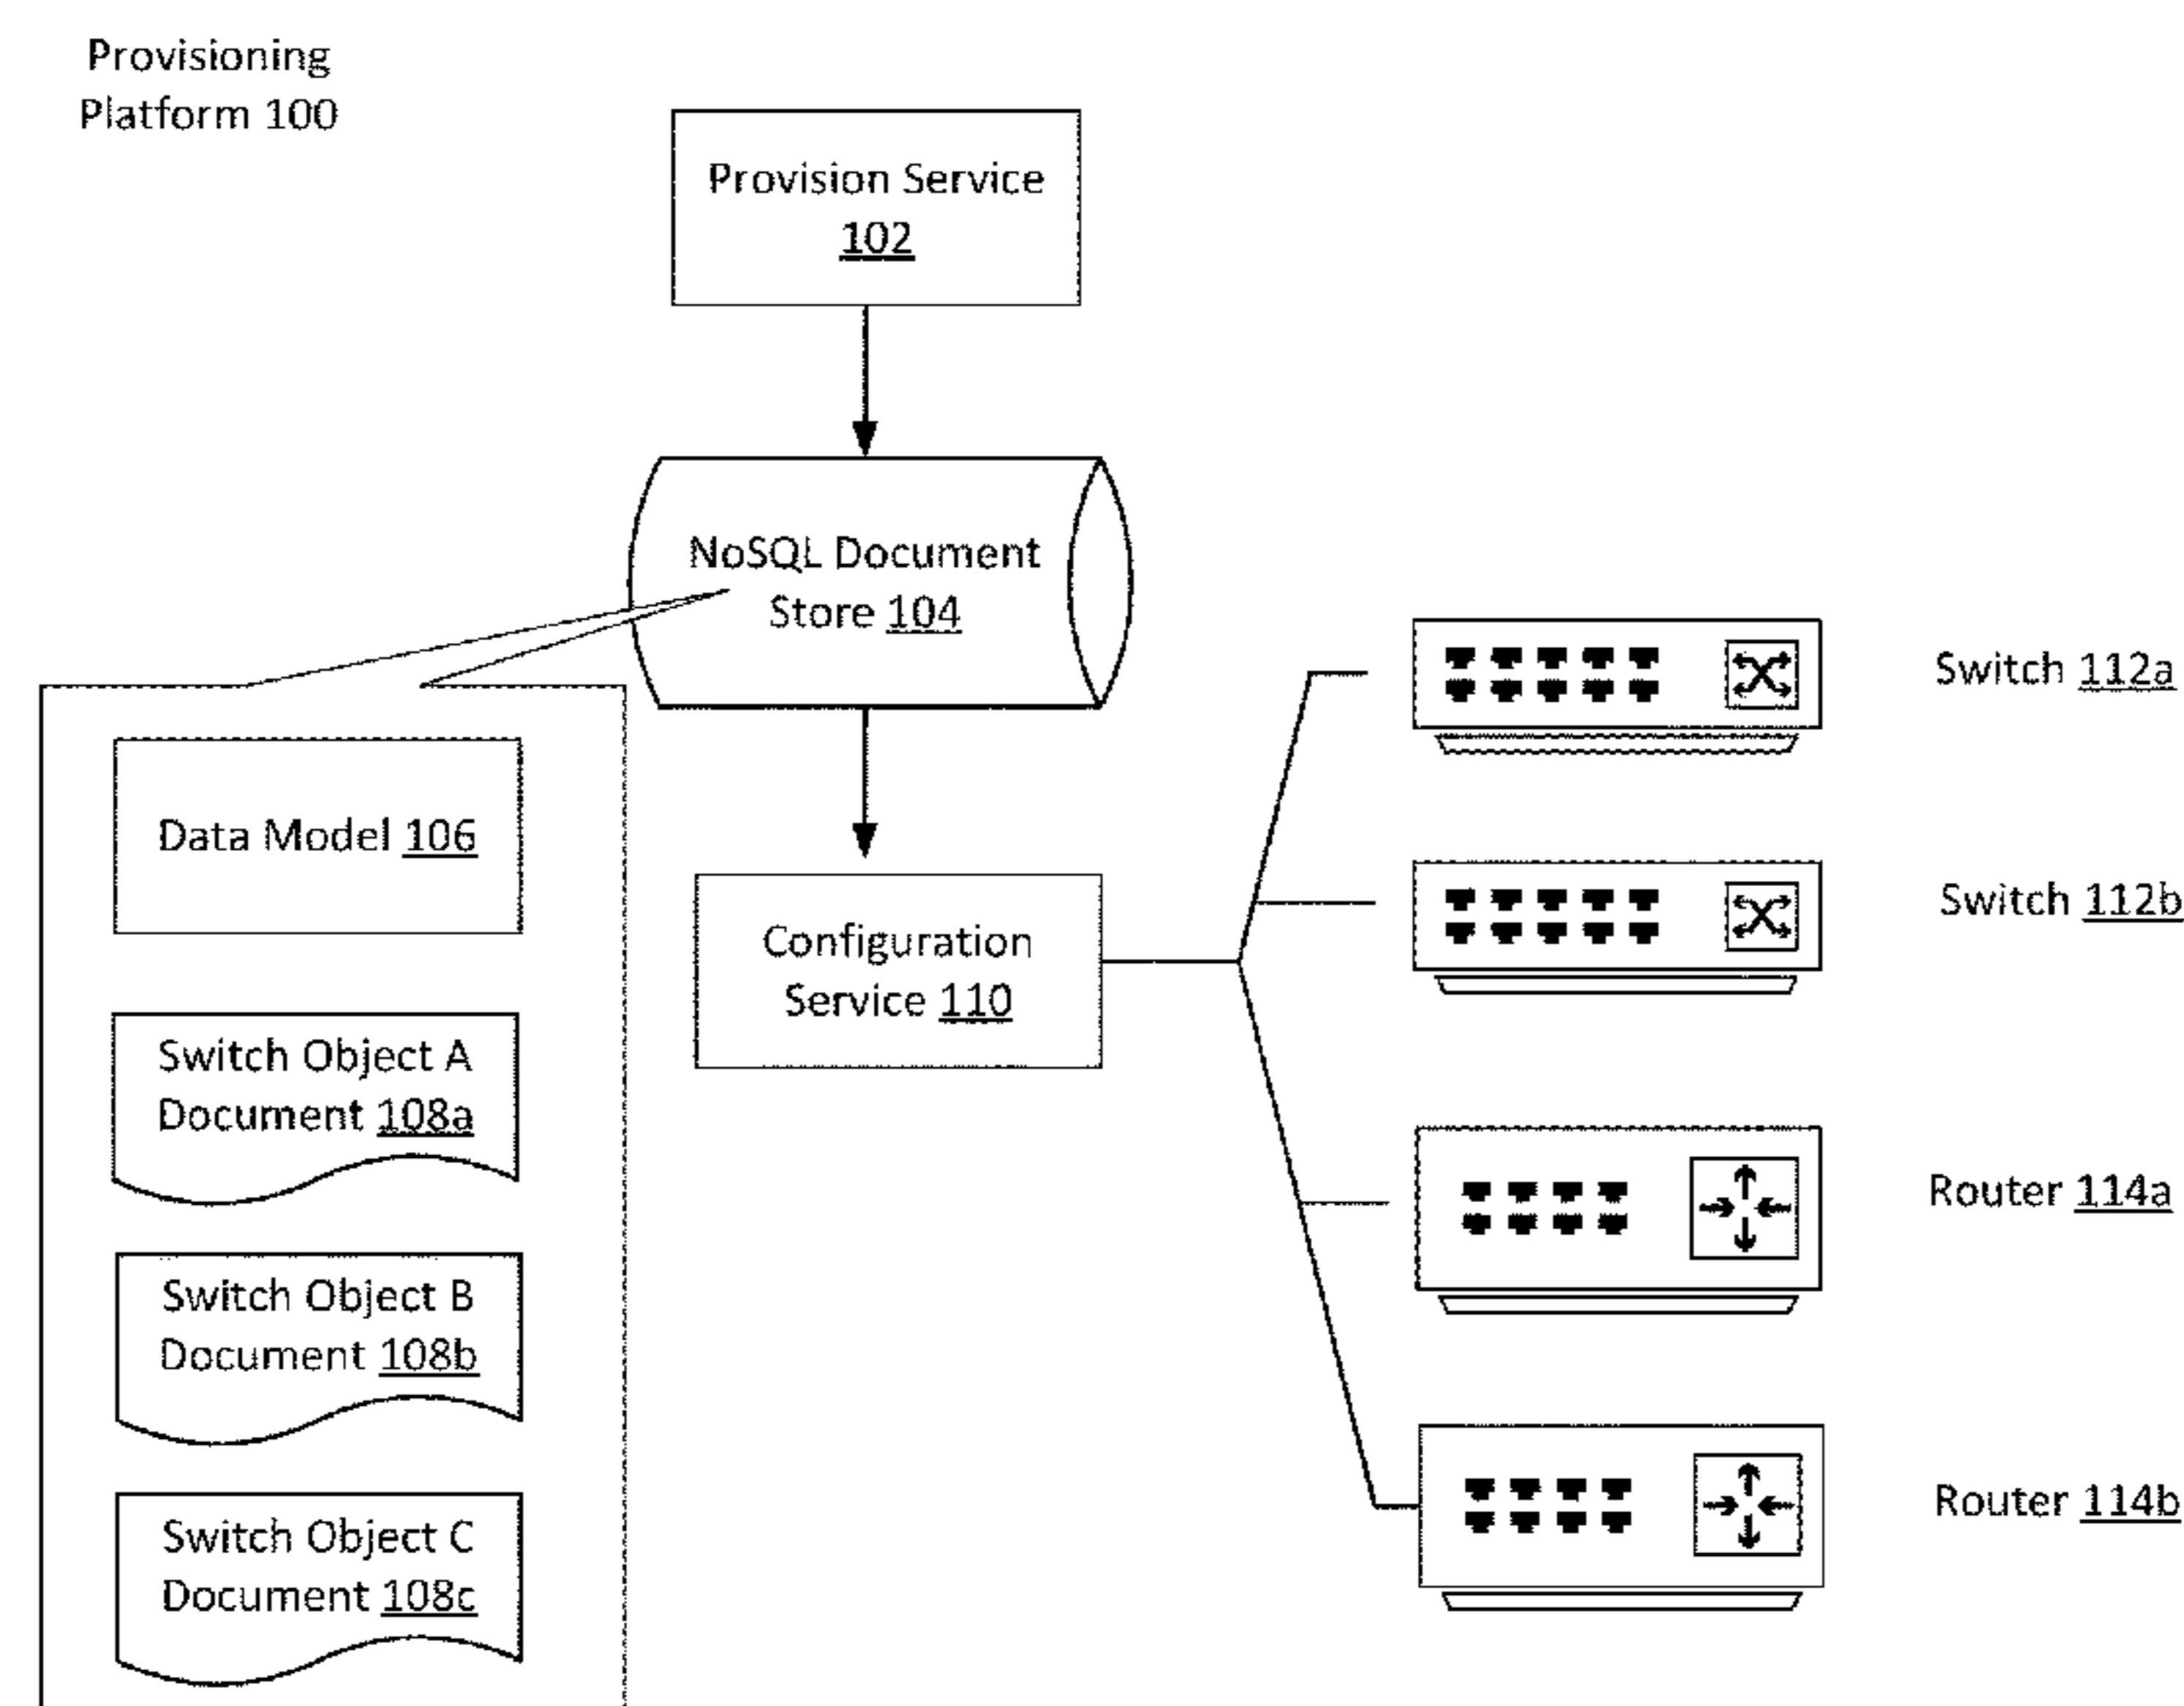 Provisioning
Platform 100
Provision Service
102
NoSQL Document
Store 104
Switch 112a
Data Model 106
Switch 112b
Configuration
Service 110
Switch Object A
Document 108a
Router 114a
Switch Object B
Document 108b
Router 114b
Switch Object C
Document 108c